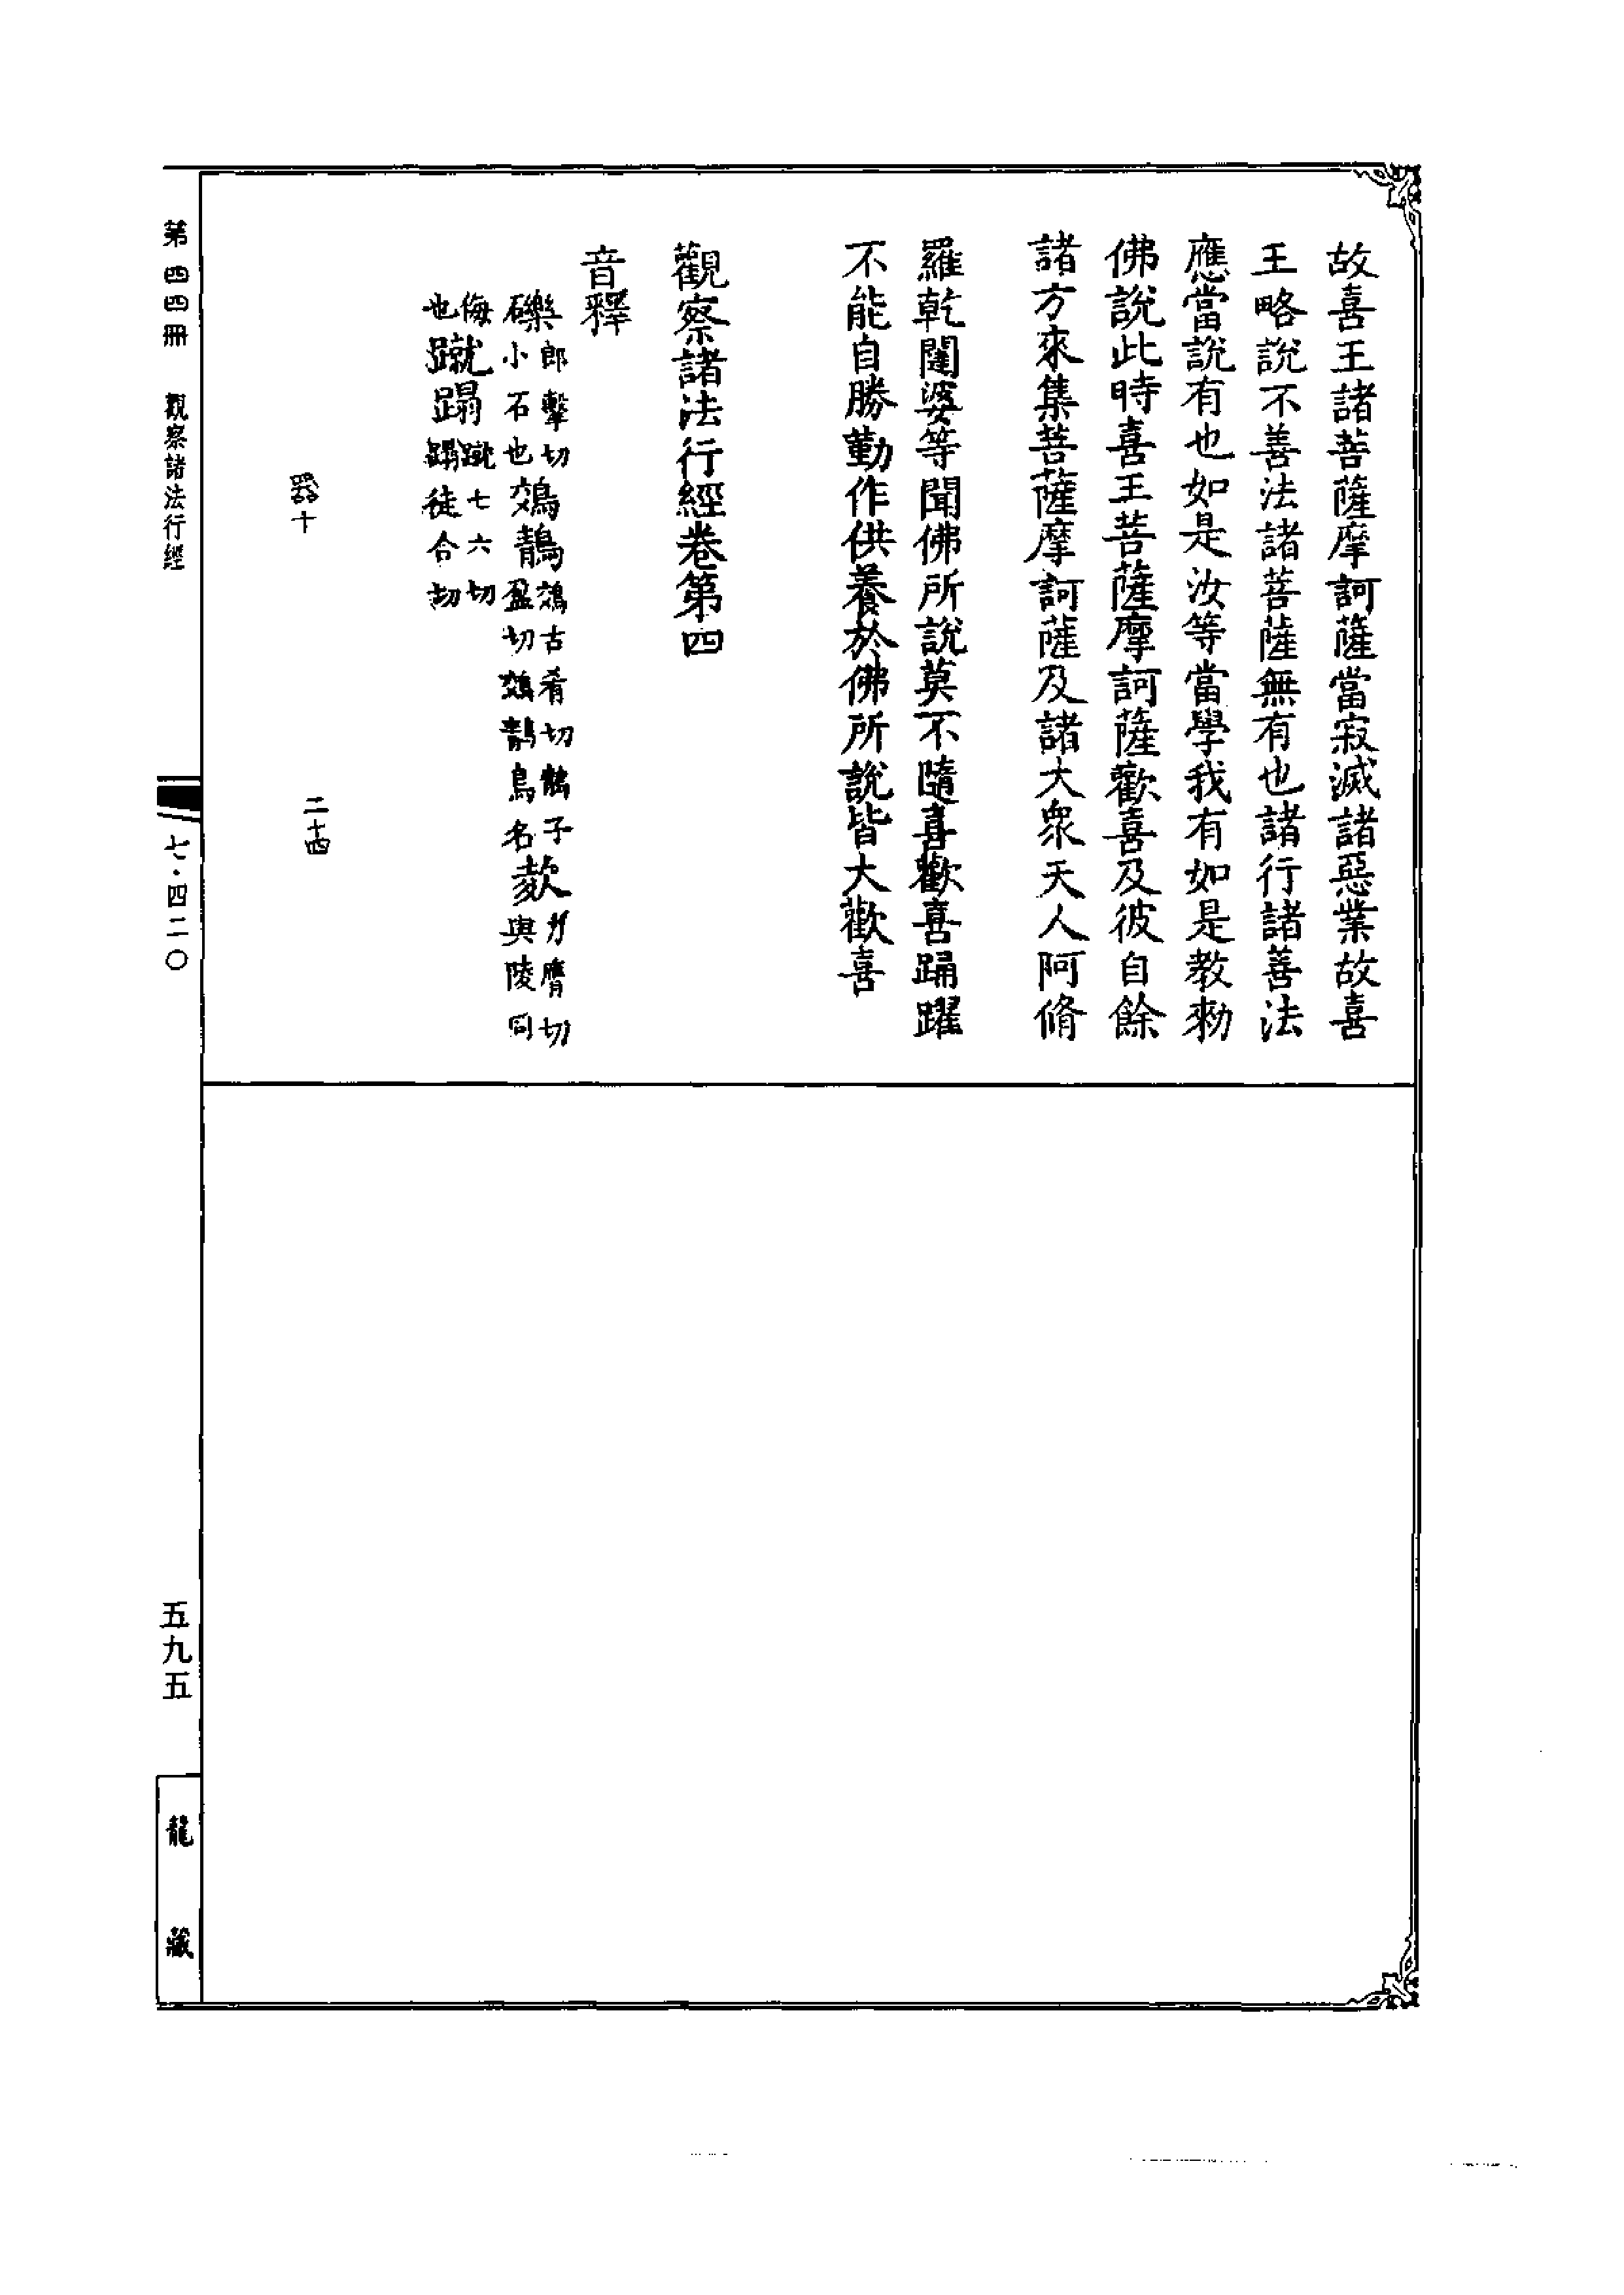 故喜王諸菩薩摩訶薩當寂滅諸惡業故喜
王略說不善法諸菩薩無有也諸行諸善法
應當說有也如是汝等當學我有如是教勑
佛說此時喜王菩薩摩訶薩歡喜及彼自餘
諸方來集菩薩摩訶薩及諸大衆天人阿脩
羅乾闥婆等聞佛所說莫不隨喜歡喜踊躍
不能自勝勤作供養於佛所說皆大歡喜
觀察諸法行經卷第四
音釋
礫郎擊切小石也鵁鶄鵁古肴切鶄子盈切鵁鶄鳥名㱥力膺切與陵同
侮也蹴蹋蹴七六切蹋徒合切
器十
二十四
第四四冊 觀察諸法行經
七·四二〇
五九五
龍藏